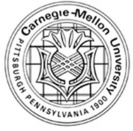 Carnegie-Mellon University
PITTSBURGH PENNSYLVANIA 1900